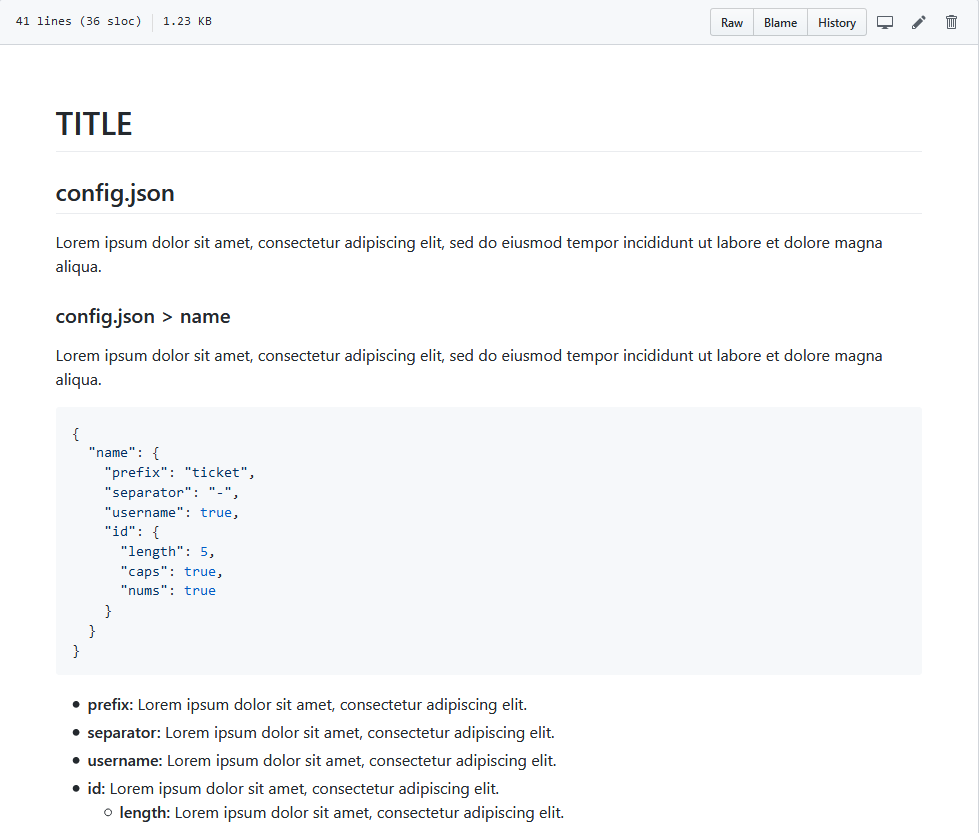 41 lines (36 sloc) 1.23 KB Raw Blame History
TITLE
config.json
Lorem ipsum dolor sit amet, consectetur adipiscing elit, sed do eiusmod tempor incididunt ut labore et dolore magna
aliqua.
config.json > name
Lorem ipsum dolor sit amet, consectetur adipiscing elit, sed do eiusmod tempor incididunt ut labore et dolore magna
aliqua.
{
  "name": {
    "prefix": "ticket",
    "separator": "-",
    "username": true,
    "id": {
      "length": 5,
      "caps": true,
      "nums": true
    }
  }
}
• prefix: Lorem ipsum dolor sit amet, consectetur adipiscing elit.
• separator: Lorem ipsum dolor sit amet, consectetur adipiscing elit.
• username: Lorem ipsum dolor sit amet, consectetur adipiscing elit.
• id: Lorem ipsum dolor sit amet, consectetur adipiscing elit.
○ length: Lorem ipsum dolor sit amet, consectetur adipiscing elit.